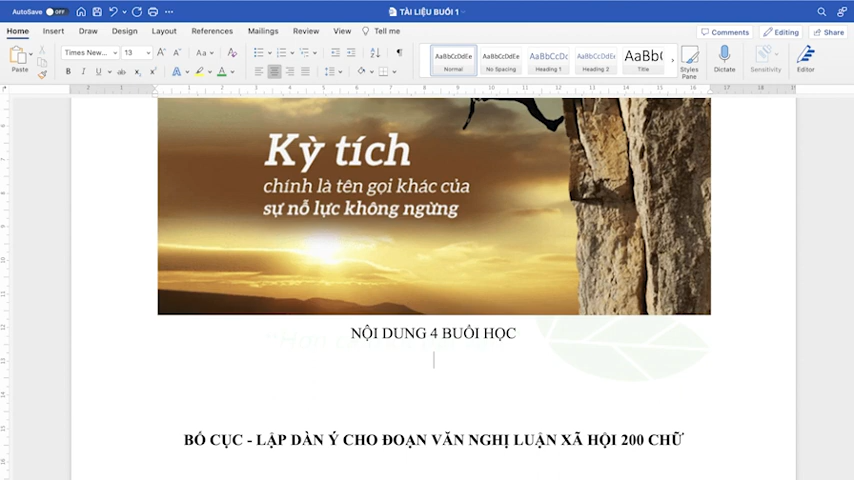 AutoSave OFF
TÀI LIỆU BUỔI 1
Home Insert Draw Design Layout References Mailings Review View Tell me
Comments Editing Share
Paste
Times New... 13
AaBbCcDdEe AaBbCcDdEe AaBbCcDc AaBbCcDdEe AaBb(
Normal No Spacing Heading 1 Heading 2 Title
Styles Pane
Dictate
Sensitivity
Editor
Kỳ tích
chính là tên gọi khác của
sự nỗ lực không ngừng
NỘI DUNG 4 BUỔI HỌC
BỐ CỤC - LẬP DÀN Ý CHO ĐOẠN VĂN NGHỊ LUẬN XÃ HỘI 200 CHỮ